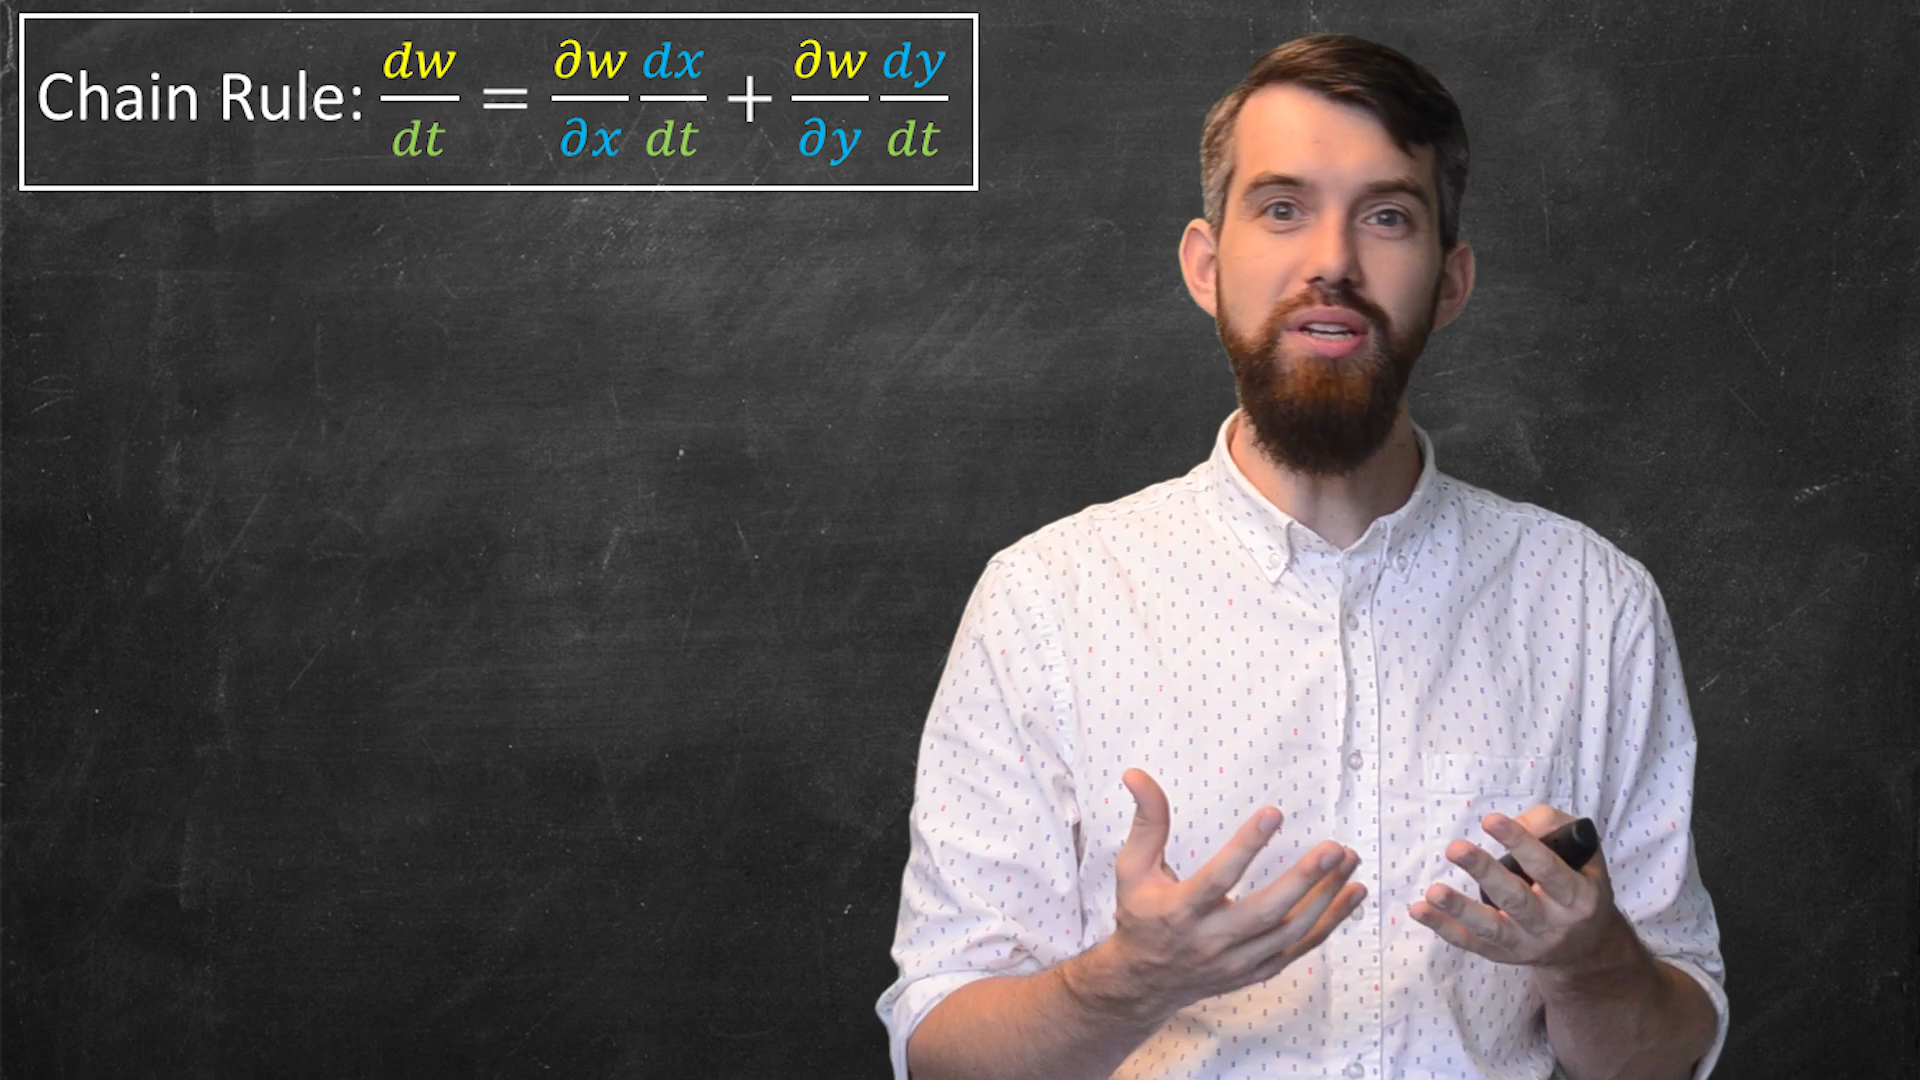 Chain Rule: dw/dt = ∂w/∂x dx/dt + ∂w/∂y dy/dt